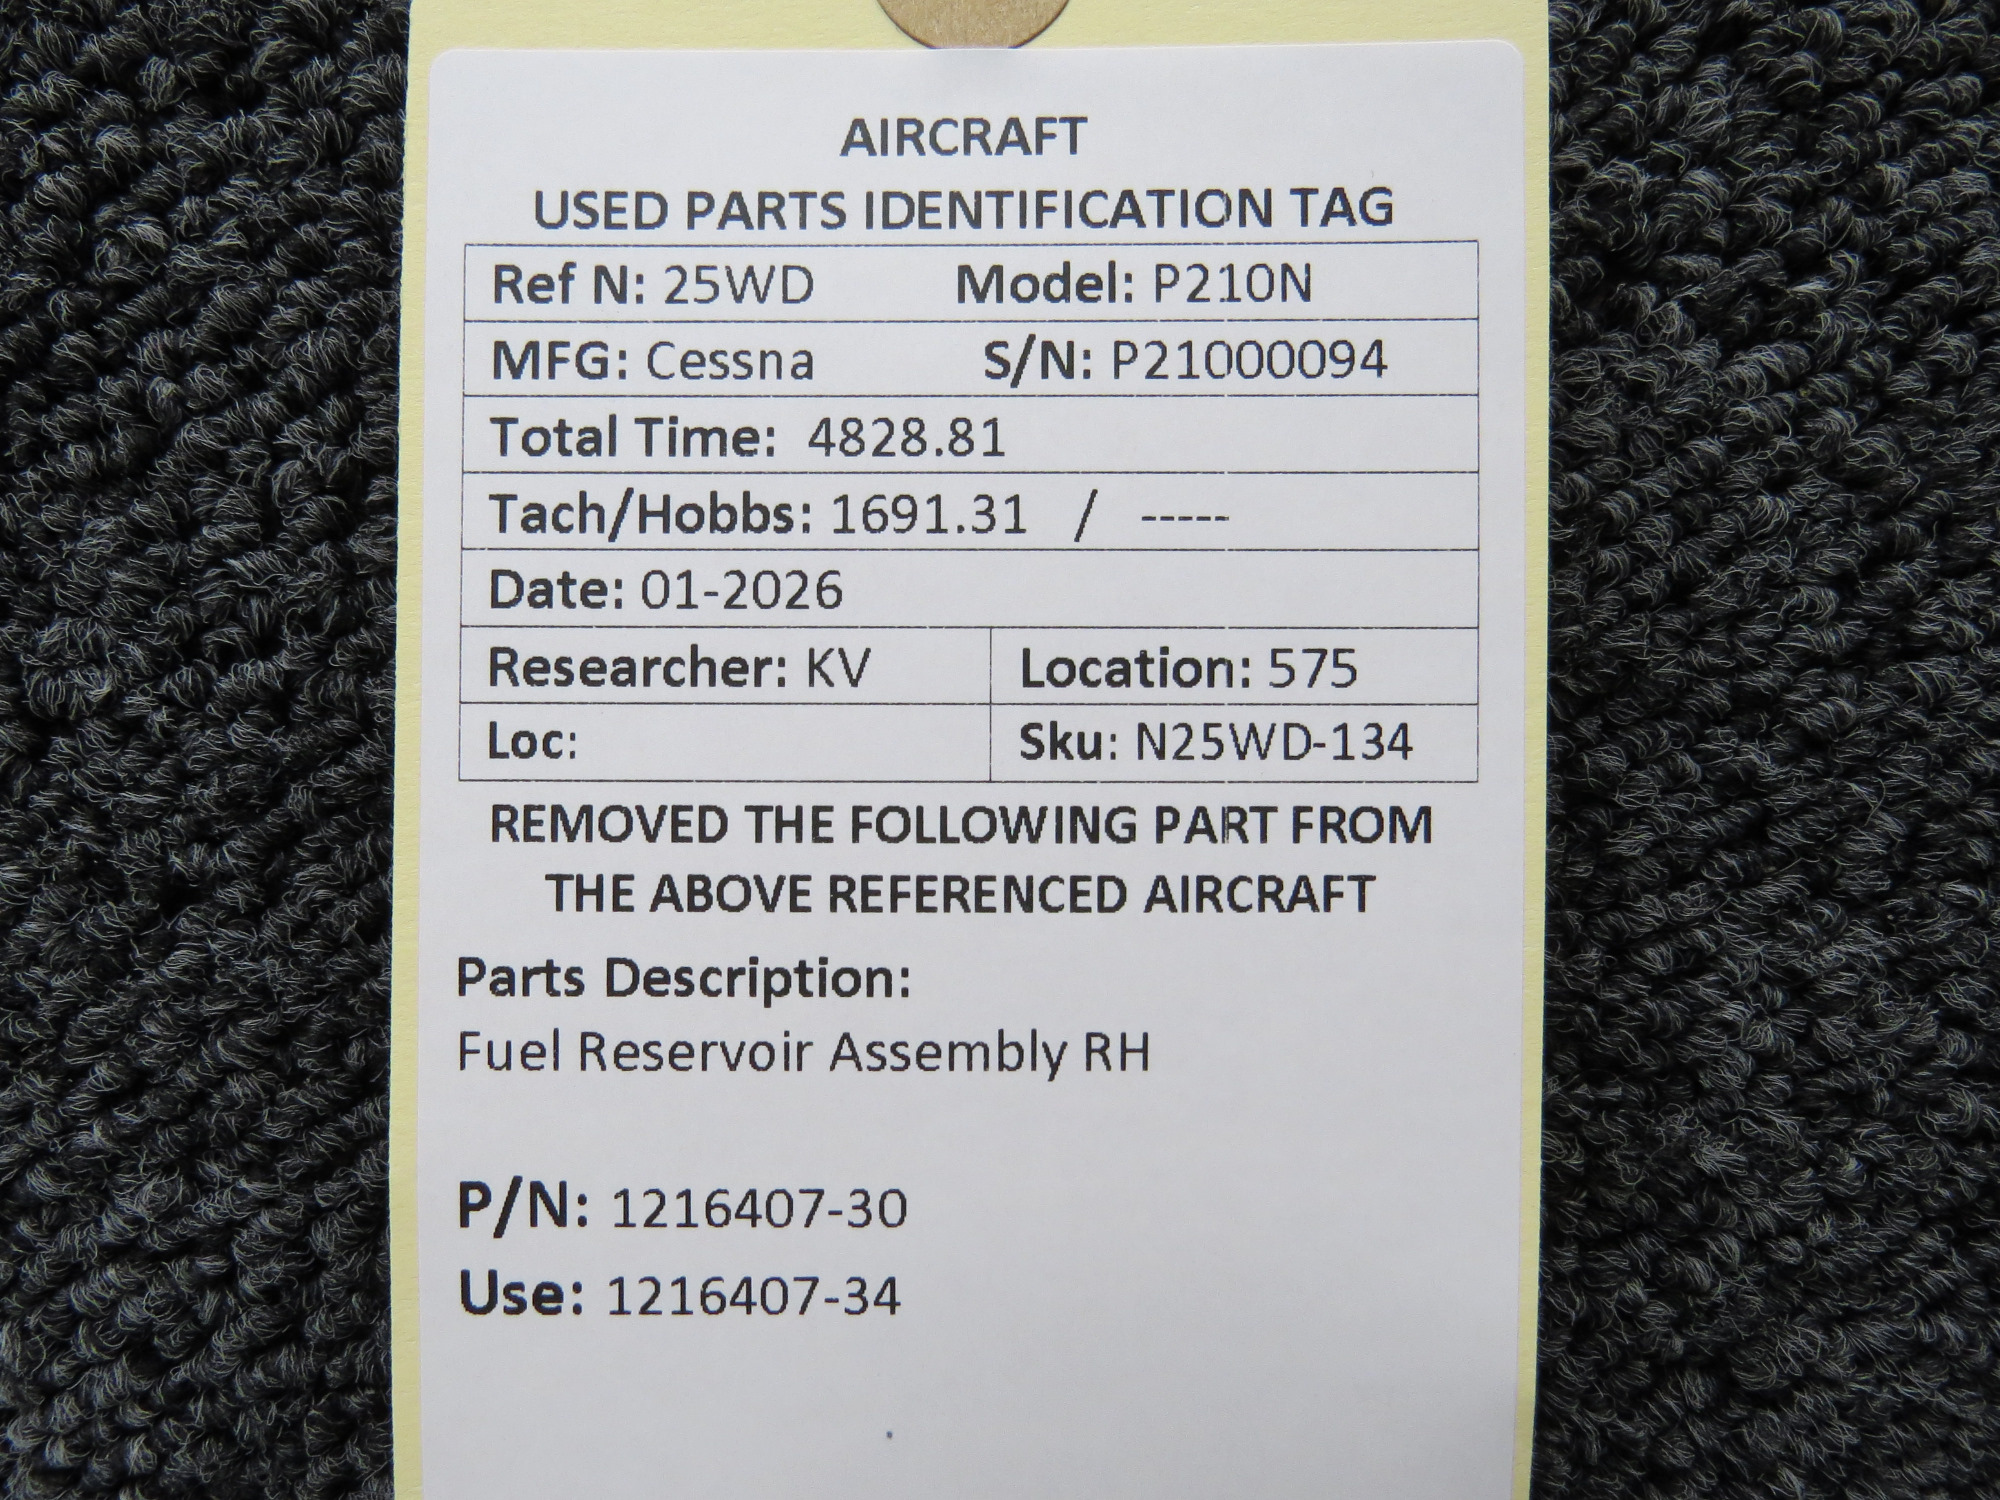 AIRCRAFT
USED PARTS IDENTIFICATION TAG
Ref N: 25WD Model: P210N
MFG: Cessna S/N: P21000094
Total Time: 4828.81
Tach/Hobbs: 1691.31 / -----
Date: 01-2026
Researcher: KV Location: 575
Loc: Sku: N25WD-134
REMOVED THE FOLLOWING PART FROM
THE ABOVE REFERENCED AIRCRAFT
Parts Description:
Fuel Reservoir Assembly RH
P/N: 1216407-30
Use: 1216407-34